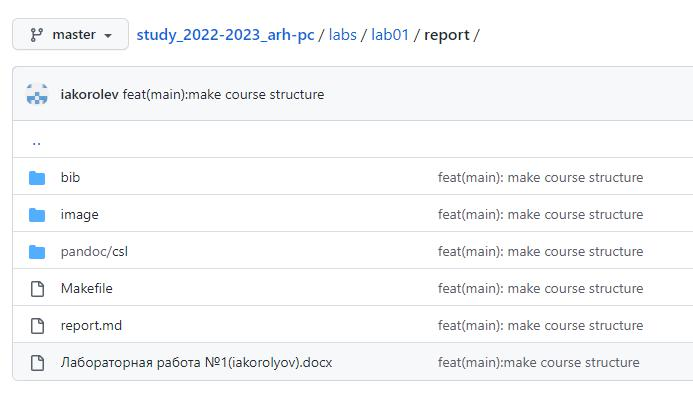 master study_2022-2023_arh-pc / labs / lab01 / report /
iakorolev feat(main):make course structure
..
bib feat(main): make course structure
image feat(main): make course structure
pandoc/csl feat(main): make course structure
Makefile feat(main): make course structure
report.md feat(main): make course structure
Лабораторная работа №1(iakorolyov).docx feat(main):make course structure